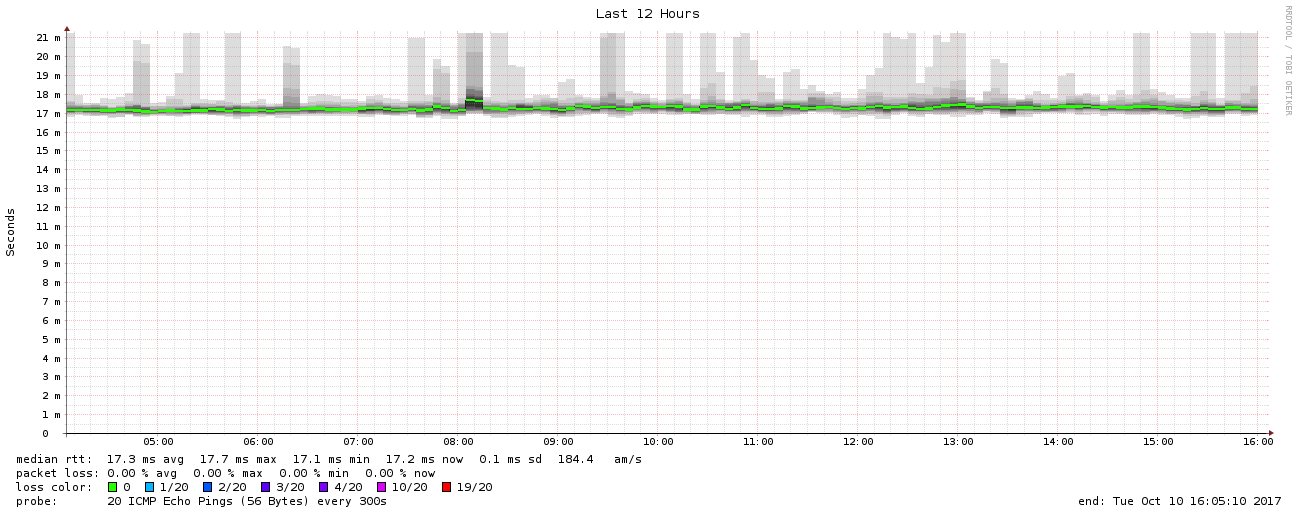 Last 12 Hours
RRDTOOL / TOBI OETIKER
21 m
20 m
19 m
18 m
17 m
16 m
15 m
14 m
13 m
12 m
11 m
10 m
9 m
8 m
7 m
6 m
5 m
4 m
3 m
2 m
1 m
0
Seconds
05:00 06:00 07:00 08:00 09:00 10:00 11:00 12:00 13:00 14:00 15:00 16:00
median rtt: 17.3 ms avg 17.7 ms max 17.1 ms min 17.2 ms now 0.1 ms sd 184.4 am/s
packet loss: 0.00 % avg 0.00 % max 0.00 % min 0.00 % now
loss color: 0 1/20 2/20 3/20 4/20 10/20 19/20
probe: 20 ICMP Echo Pings (56 Bytes) every 300s end: Tue Oct 10 16:05:10 2017